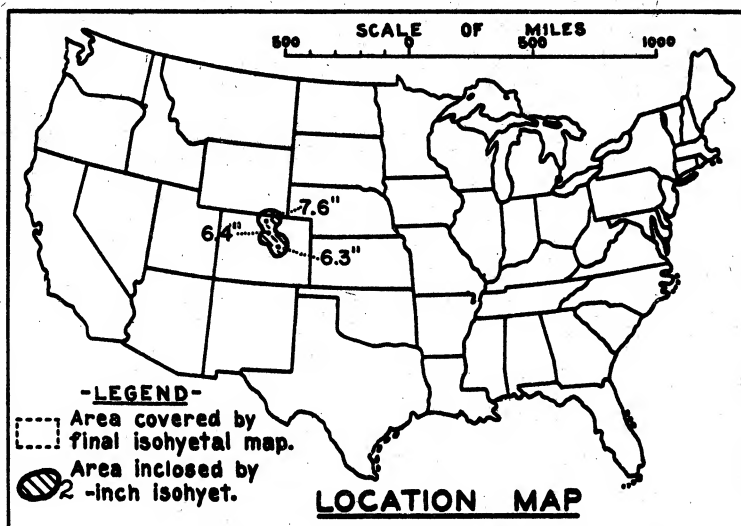 SCALE OF MILES
500 0 500 1000
7.6"
6.4"
6.3"
-LEGEND-
Area covered by
final isohyetal map.
Area inclosed by
2 -inch isohyet.
LOCATION MAP